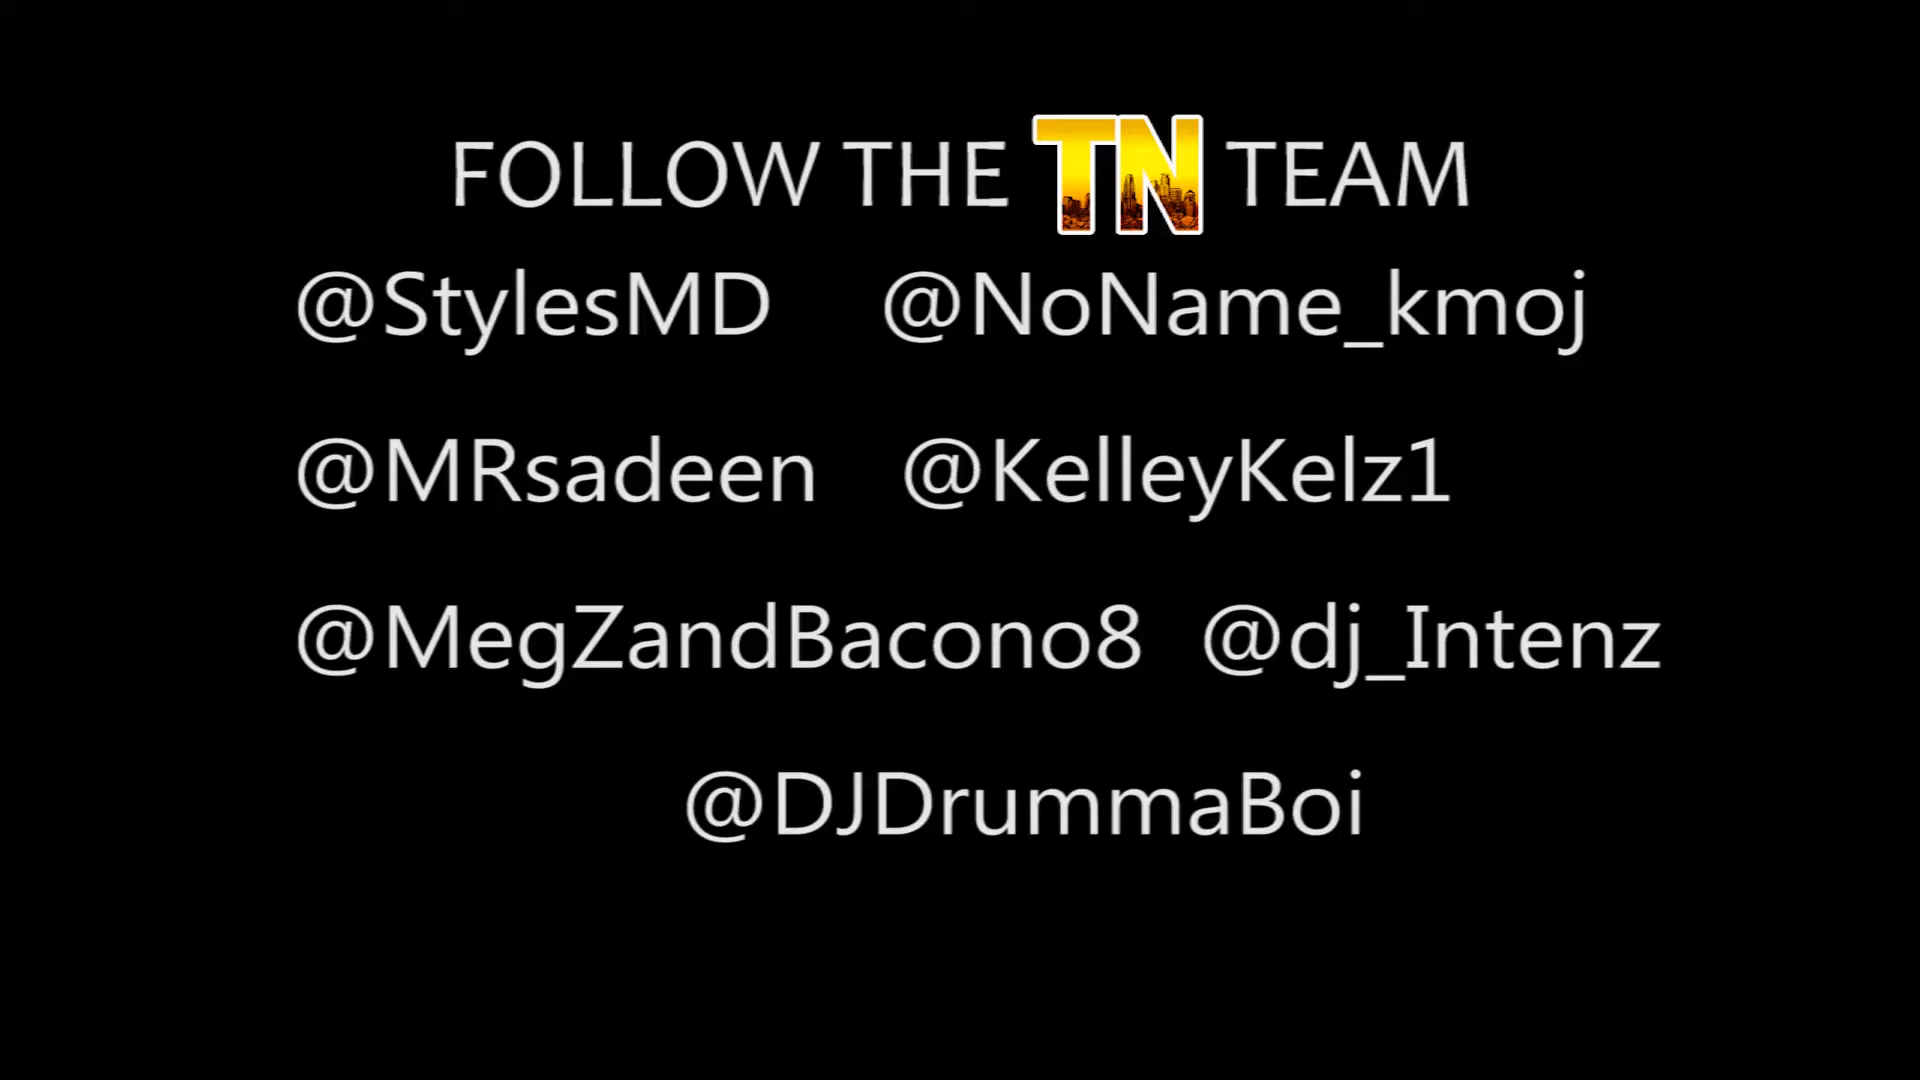 FOLLOW THE TN TEAM
@StylesMD @NoName_kmoj
@MRsadeen @KelleyKelz1
@MegZandBacono8 @dj_Intenz
@DJDrummaBoi